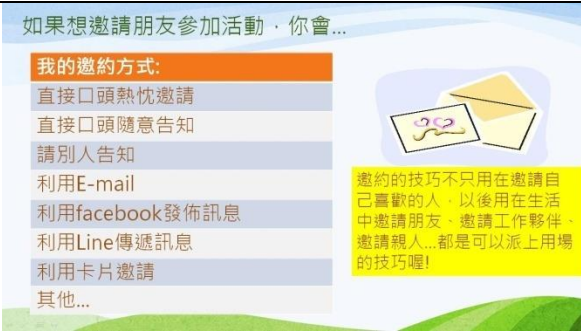 如果想邀請朋友參加活動，你會...
我的邀約方式:
直接口頭熱忱邀請
直接口頭隨意告知
請別人告知
利用E-mail
利用facebook發佈訊息
利用Line傳遞訊息
利用卡片邀請
其他...
邀約的技巧不只用在邀請自
己喜歡的人，以後用在生活
中邀請朋友、邀請工作夥伴、
邀請親人...都是可以派上用場
的技巧喔!